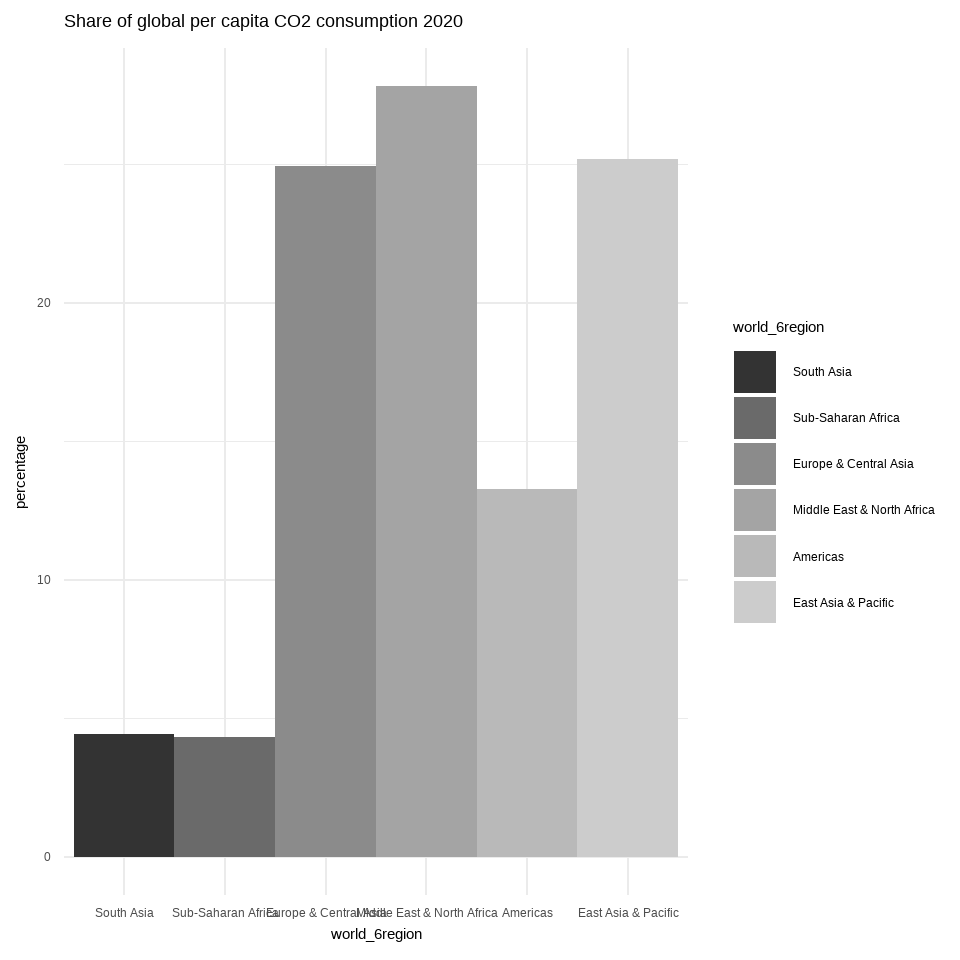 Share of global per capita CO2 consumption 2020
percentage
20
10
0
South Asia
Sub-Saharan Africa
Europe & Central Asia
Middle East & North Africa
Americas
East Asia & Pacific
world_6region
world_6region
South Asia
Sub-Saharan Africa
Europe & Central Asia
Middle East & North Africa
Americas
East Asia & Pacific